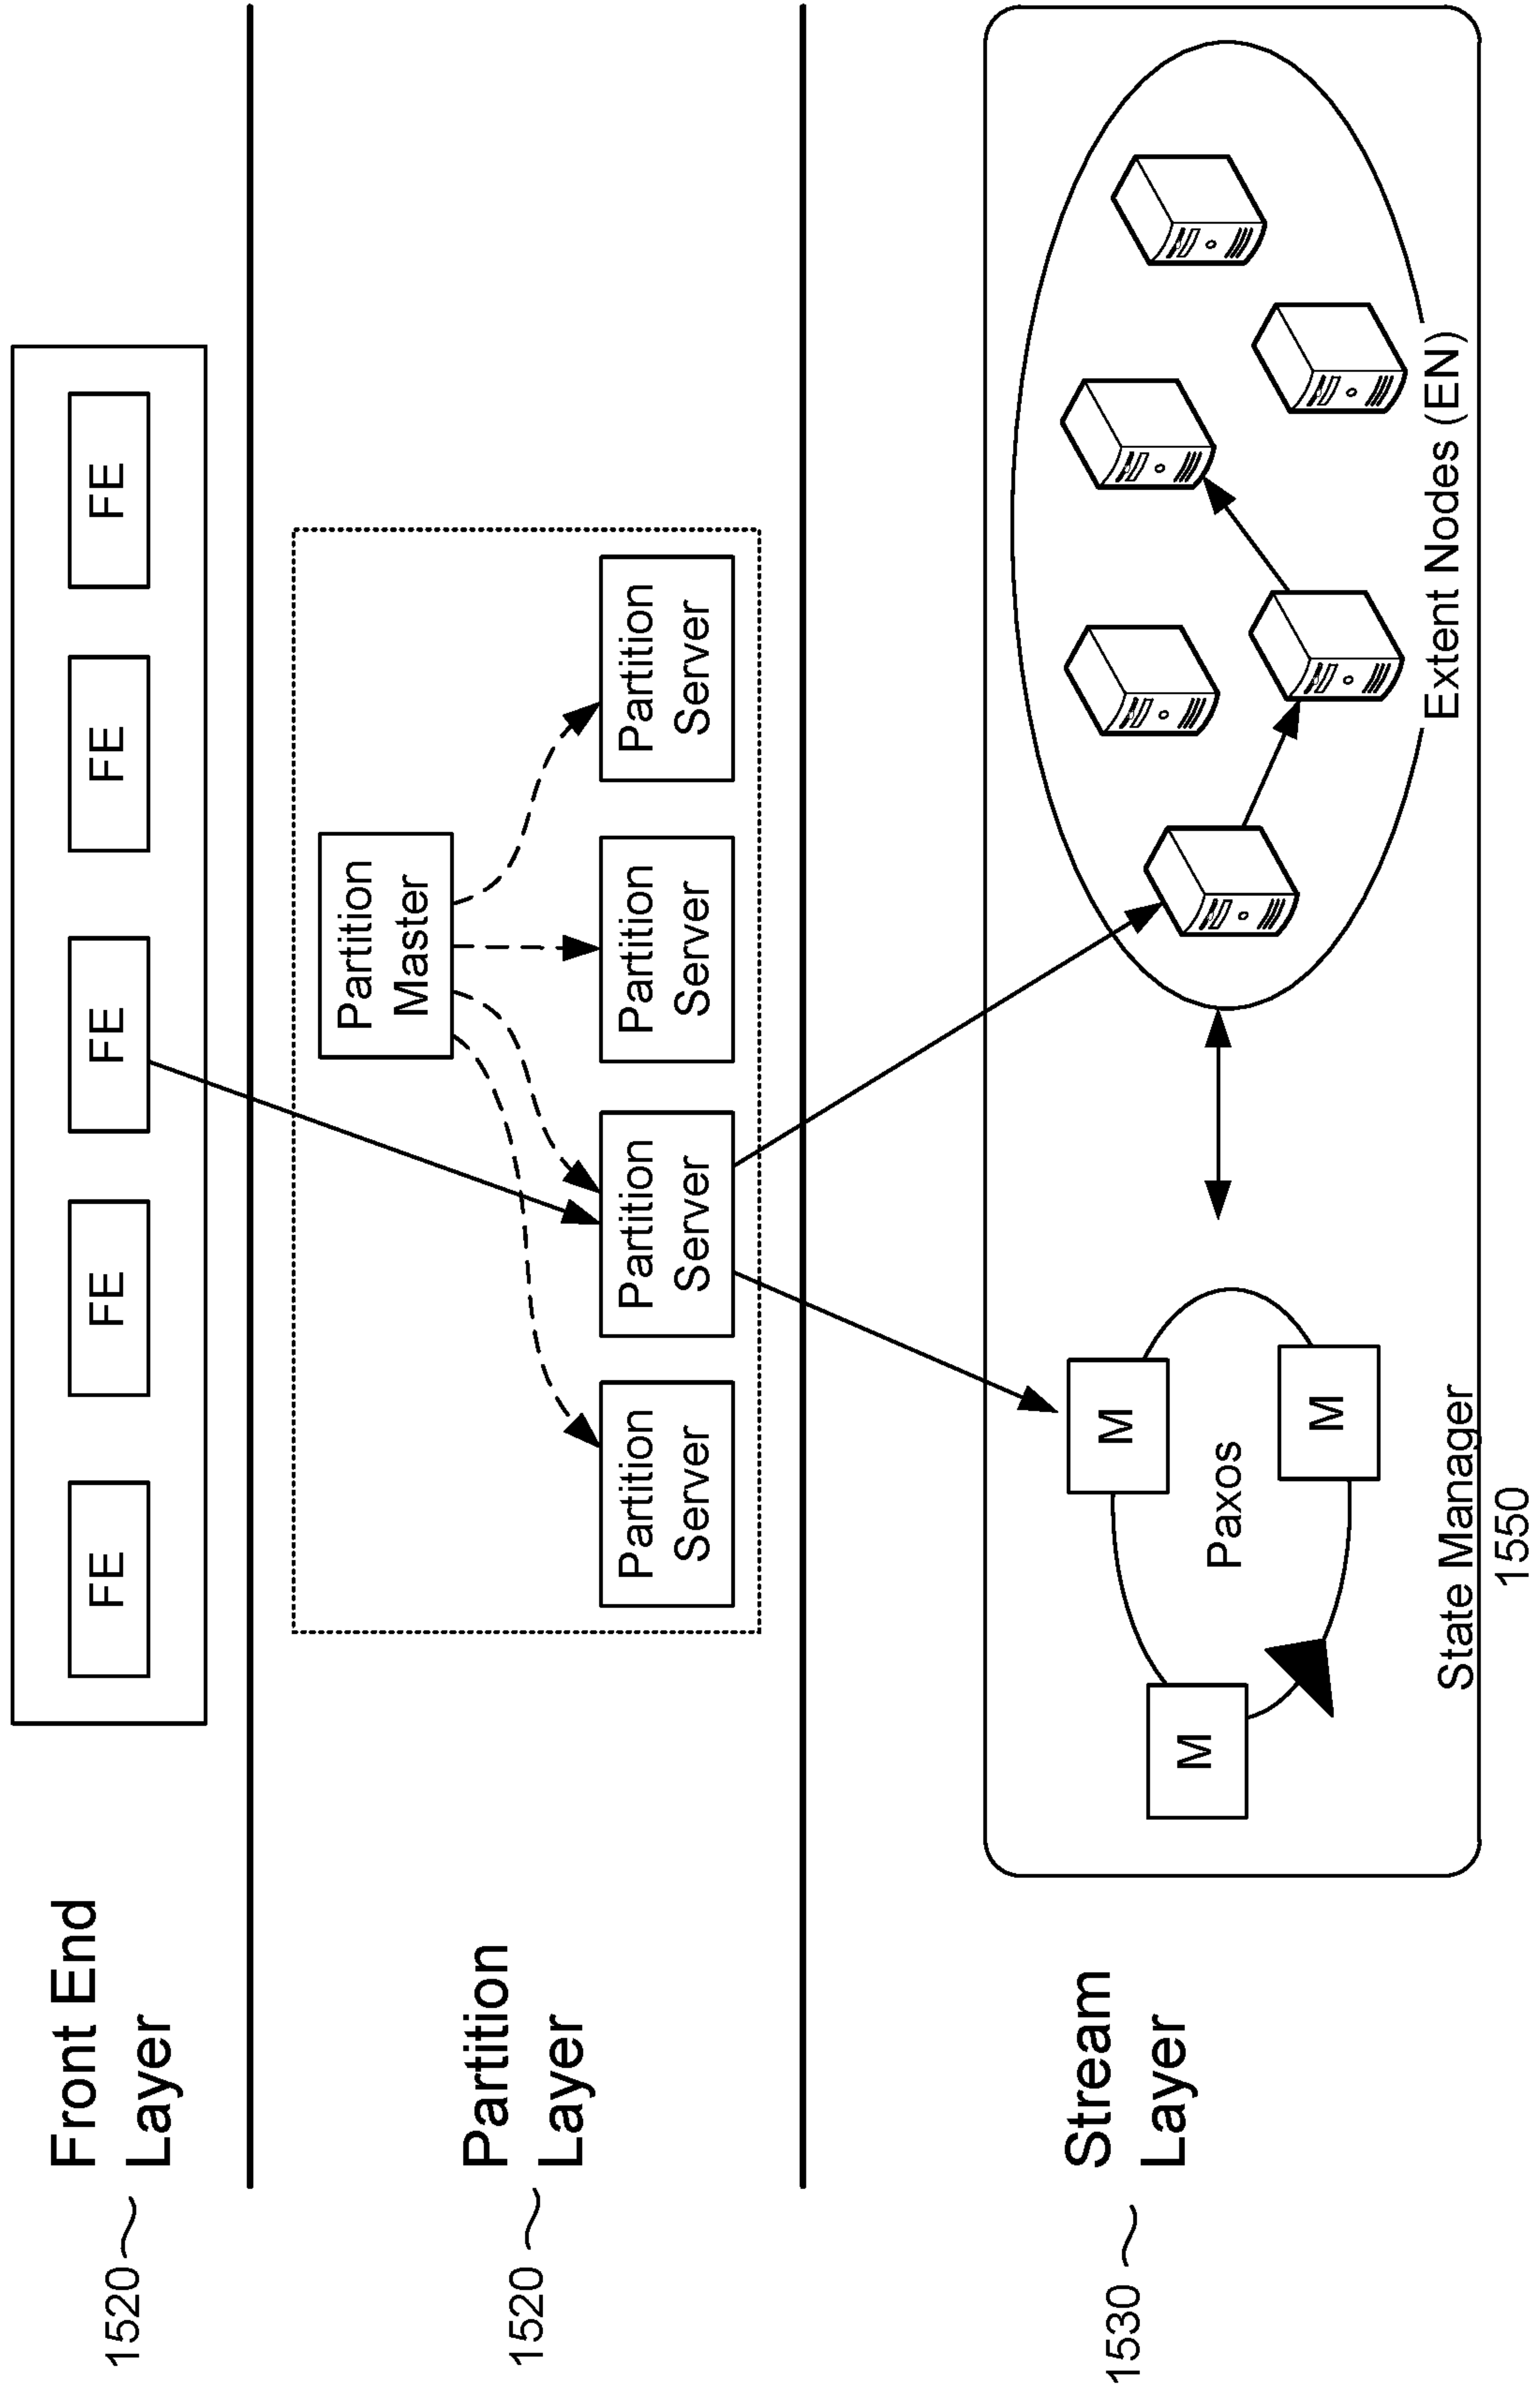 Front End
Layer
1520
FE
FE
FE
FE
FE
Partition
Layer
1520
Partition
Master
Partition
Server
Partition
Server
Partition
Server
Partition
Server
Stream
Layer
1530
M
M
Paxos
M
State Manager
1550
Extent Nodes (EN)